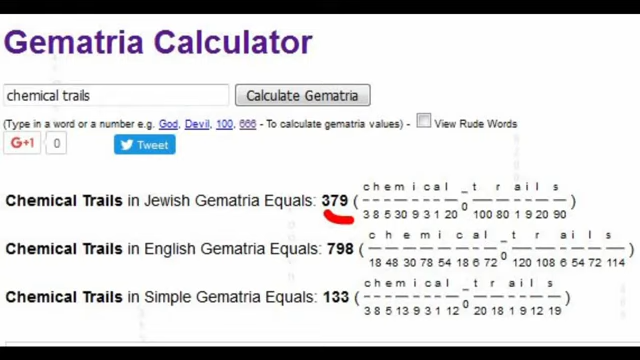 Gematria Calculator
chemical trails Calculate Gematria
(Type in a word or a number e.g. God, Devil, 100, 666 - To calculate gematria values) - View Rude Words
G+1 0 Tweet
c h e m i c a l _ t r a i l s
Chemical Trails in Jewish Gematria Equals: 379 ( )
3 8 5 30 9 3 1 20 0 100 80 1 9 20 90
c h e m i c a l _ t r a i l s
Chemical Trails in English Gematria Equals: 798 ( )
18 48 30 78 54 18 6 72 0 120 108 6 54 72 114
c h e m i c a l _ t r a i l s
Chemical Trails in Simple Gematria Equals: 133 ( )
3 8 5 13 9 3 1 12 0 20 18 1 9 12 19